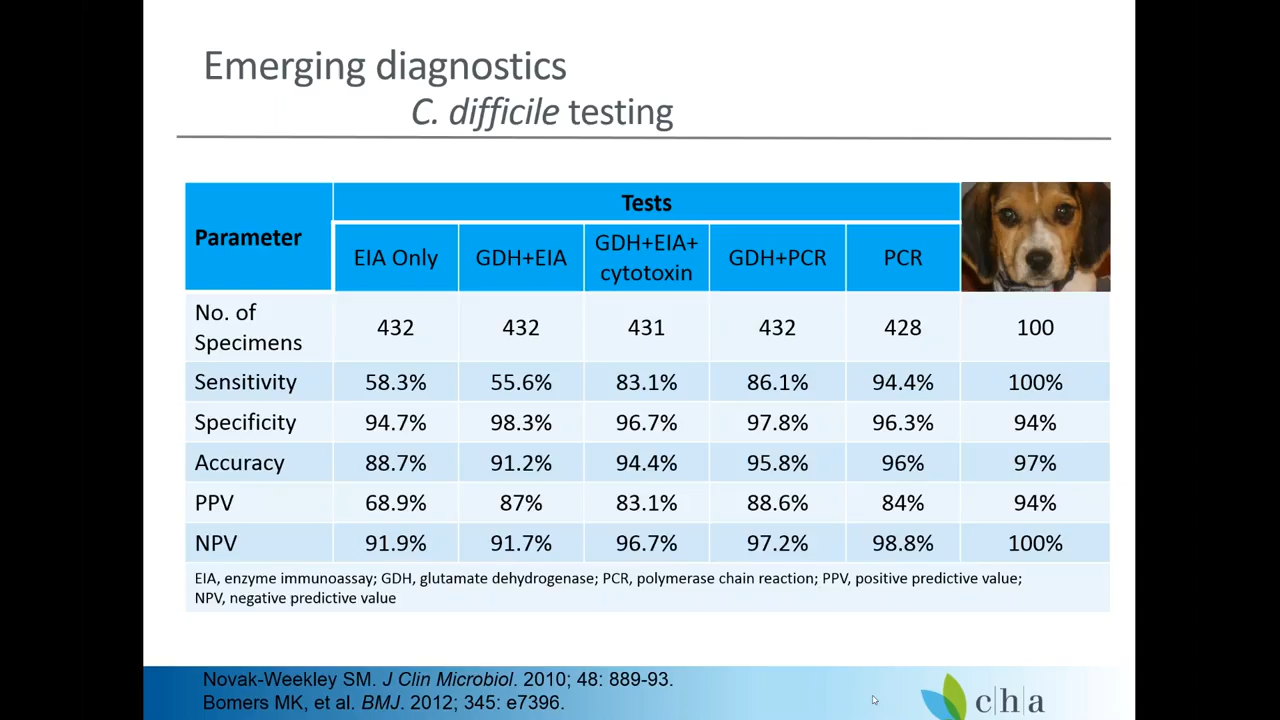 Emerging diagnostics
C. difficile testing
Parameter
Tests
EIA Only
GDH+EIA
GDH+EIA+
cytotoxin
GDH+PCR
PCR
No. of
Specimens
432
432
431
432
428
100
Sensitivity 58.3% 55.6% 83.1% 86.1% 94.4% 100%
Specificity 94.7% 98.3% 96.7% 97.8% 96.3% 94%
Accuracy 88.7% 91.2% 94.4% 95.8% 96% 97%
PPV 68.9% 87% 83.1% 88.6% 84% 94%
NPV 91.9% 91.7% 96.7% 97.2% 98.8% 100%
EIA, enzyme immunoassay; GDH, glutamate dehydrogenase; PCR, polymerase chain reaction; PPV, positive predictive value;
NPV, negative predictive value
Novak-Weekley SM. J Clin Microbiol. 2010; 48: 889-93.
Bomers MK, et al. BMJ. 2012; 345: e7396.
c|h|a